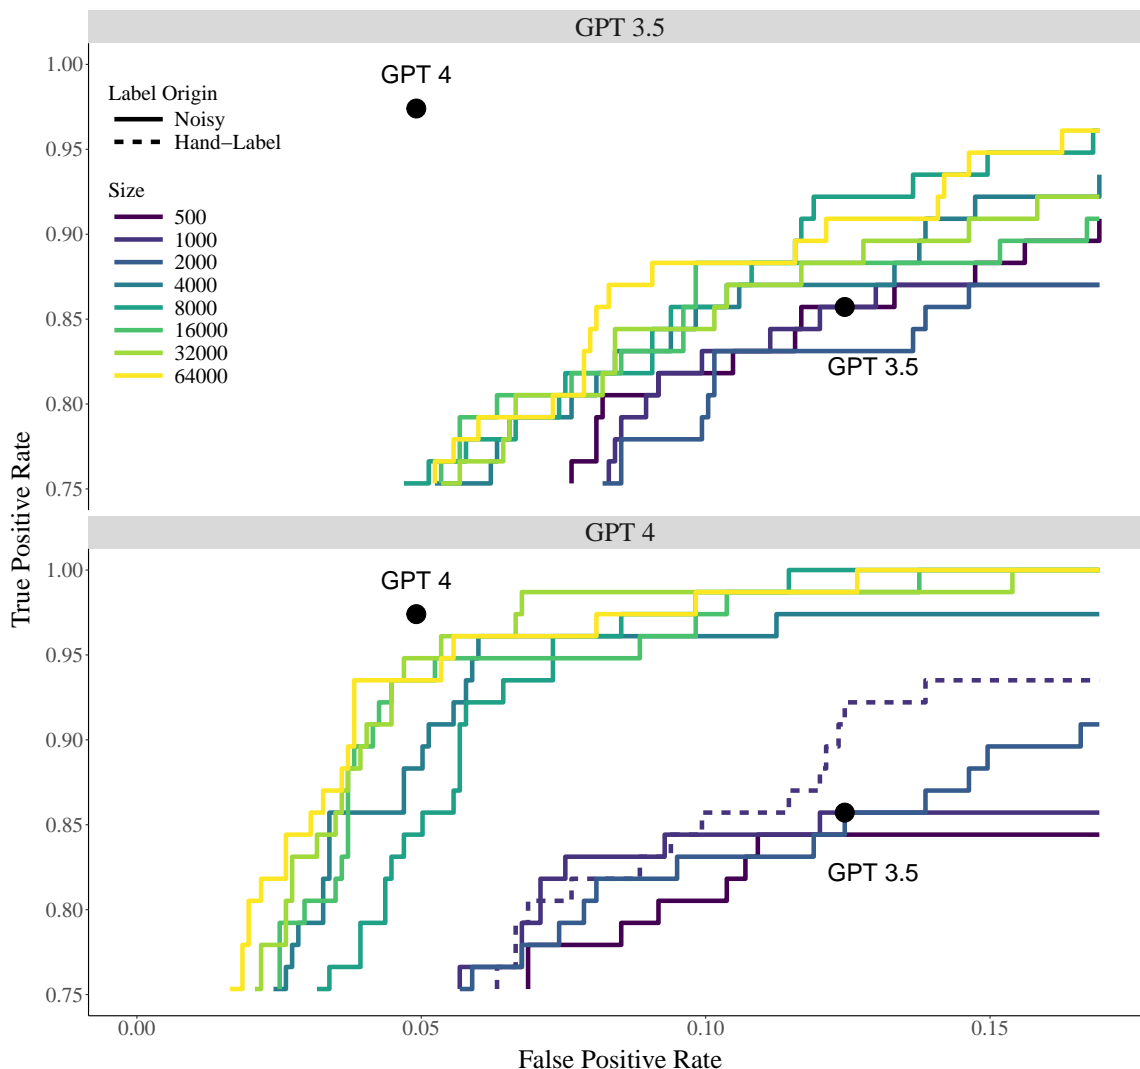 GPT 3.5
1.00
0.95
0.90
0.85
0.80
0.75
GPT 4
Label Origin
Noisy
Hand−Label
Size
500
1000
2000
4000
8000
16000
32000
64000
GPT 3.5
True Positive Rate
GPT 4
1.00
0.95
0.90
0.85
0.80
0.75
GPT 4
GPT 3.5
0.00
0.05
0.10
0.15
False Positive Rate